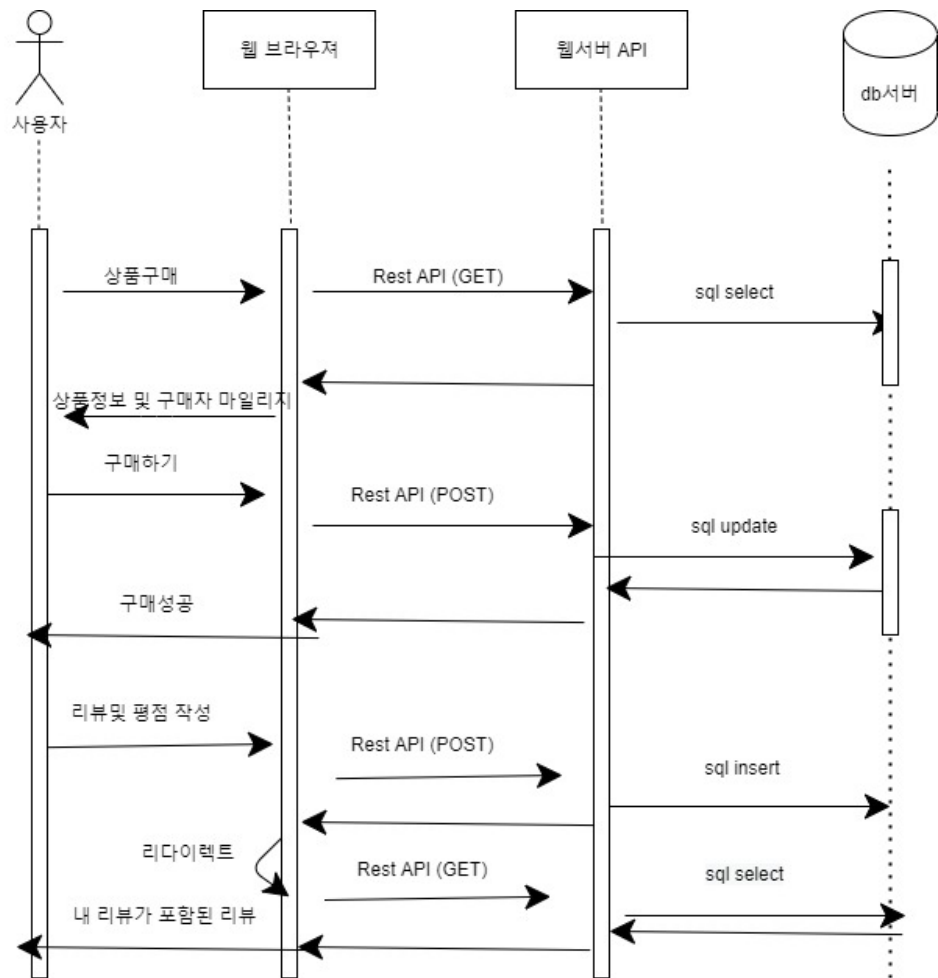 웹 브라우져
웹서버 API
db서버
사용자
상품구매
Rest API (GET)
sql select
상품정보 및 구매자 마일리지
구매하기
Rest API (POST)
sql update
구매성공
리뷰및 평점 작성
Rest API (POST)
sql insert
리다이렉트
Rest API (GET)
sql select
내 리뷰가 포함된 리뷰